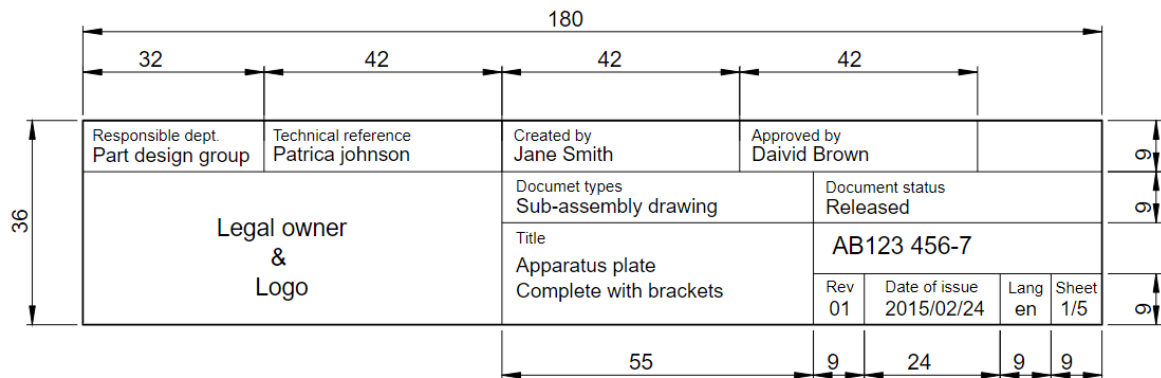 180
32 42 42 42
Responsible dept. Technical reference Created by Approved by
Part design group Patrica johnson Jane Smith Daivid Brown
9
Documet types Document status
Sub-assembly drawing Released
9
36
Legal owner
&
Logo
Title
Apparatus plate
Complete with brackets
AB123 456-7
Rev Date of issue Lang Sheet
01 2015/02/24 en 1/5
9
55 9 24 9 9